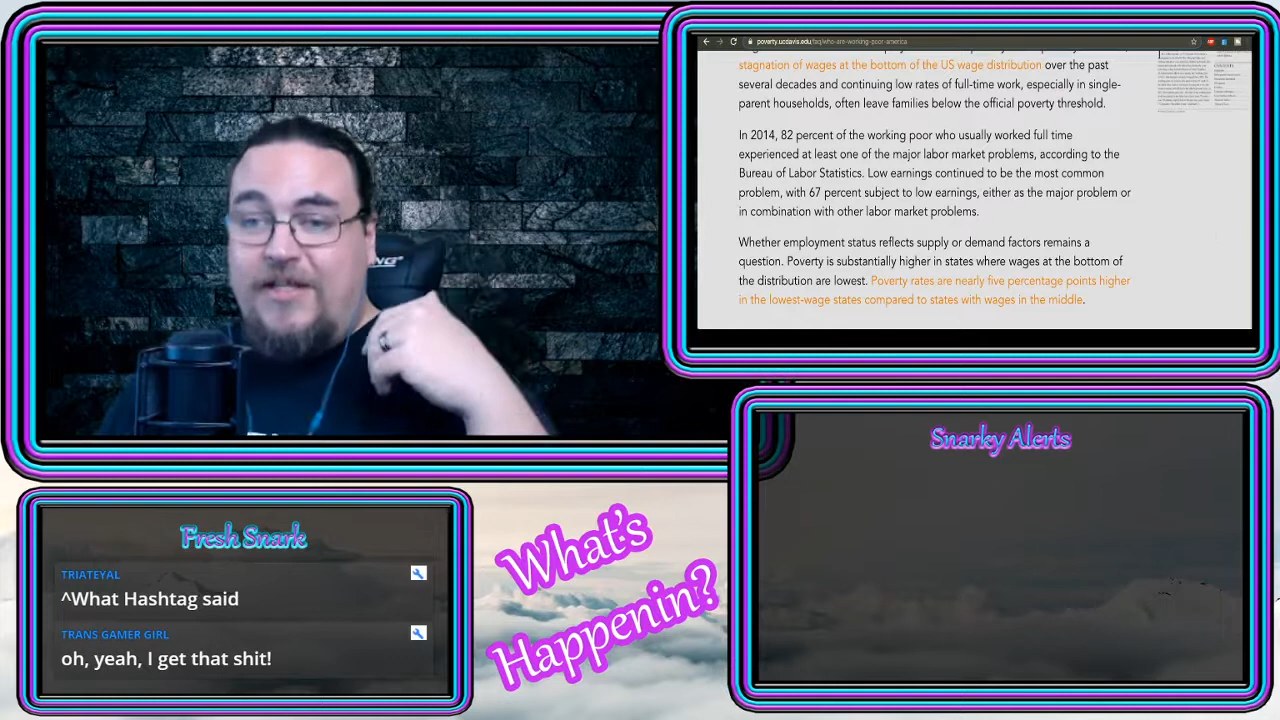 poverty.ucdavis.edu/faq/who-are-working-poor-america
stagnation of wages at the bottom of the US wage distribution over the past
several decades and continuing
full-time work, especially in single-
parent households, often leave families below the official poverty threshold.
In 2014, 82 percent of the working poor who usually worked full time
experienced at least one of the major labor market problems, according to the
Bureau of Labor Statistics. Low earnings continued to be the most common
problem, with 67 percent subject to low earnings, either as the major problem or
in combination with other labor market problems.
Whether employment status reflects supply or demand factors remains a
question. Poverty is substantially higher in states where wages at the bottom of
the distribution are lowest. Poverty rates are nearly five percentage points higher
in the lowest-wage states compared to states with wages in the middle.
Snarky Alerts
Fresh Snark
TRIATEYAL
^What Hashtag said
TRANS GAMER GIRL
oh, yeah, I get that shit!
What's
Happenin?